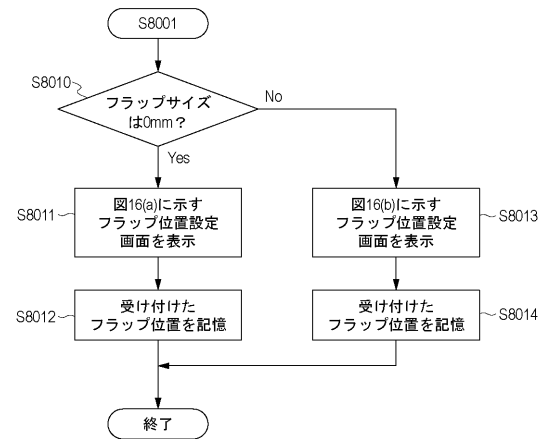 S8001
S8010
フラップサイズ
は0mm?
No
Yes
S8011
図16(a)に示す
フラップ位置設定
画面を表示
図16(b)に示す
フラップ位置設定
画面を表示
S8013
S8012
受け付けた
フラップ位置を記憶
受け付けた
フラップ位置を記憶
S8014
終了